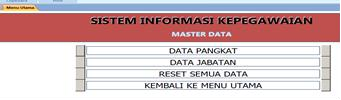 Menu Utama
SISTEM INFORMASI KEPEGAWAIAN
MASTER DATA
DATA PANGKAT
DATA JABATAN
RESET SEMUA DATA
KEMBALI KE MENU UTAMA